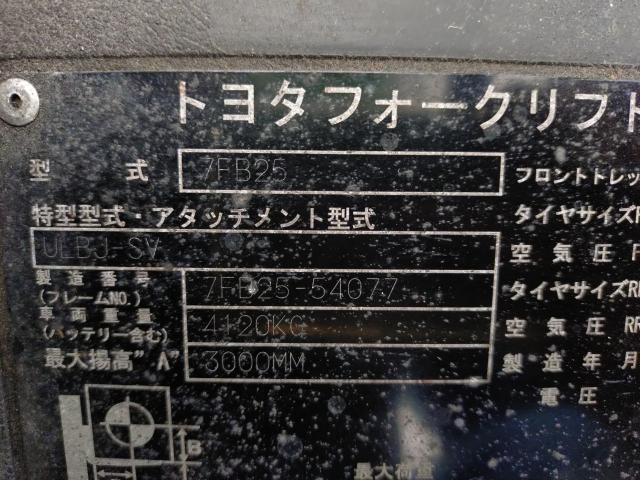 トヨタフォークリフト
型式 7FB25 フロントトレッ
特型型式・アタッチメント型式 タイヤサイズF
ULBJ-SV 空気圧 F
製造番号(フレームNO.) 7FB25-54077 タイヤサイズR
車両重量(バッテリー含む) 4120KG 空気圧 RR
最大揚高"A" 3000MM 製造年月
電圧
B
最大荷重